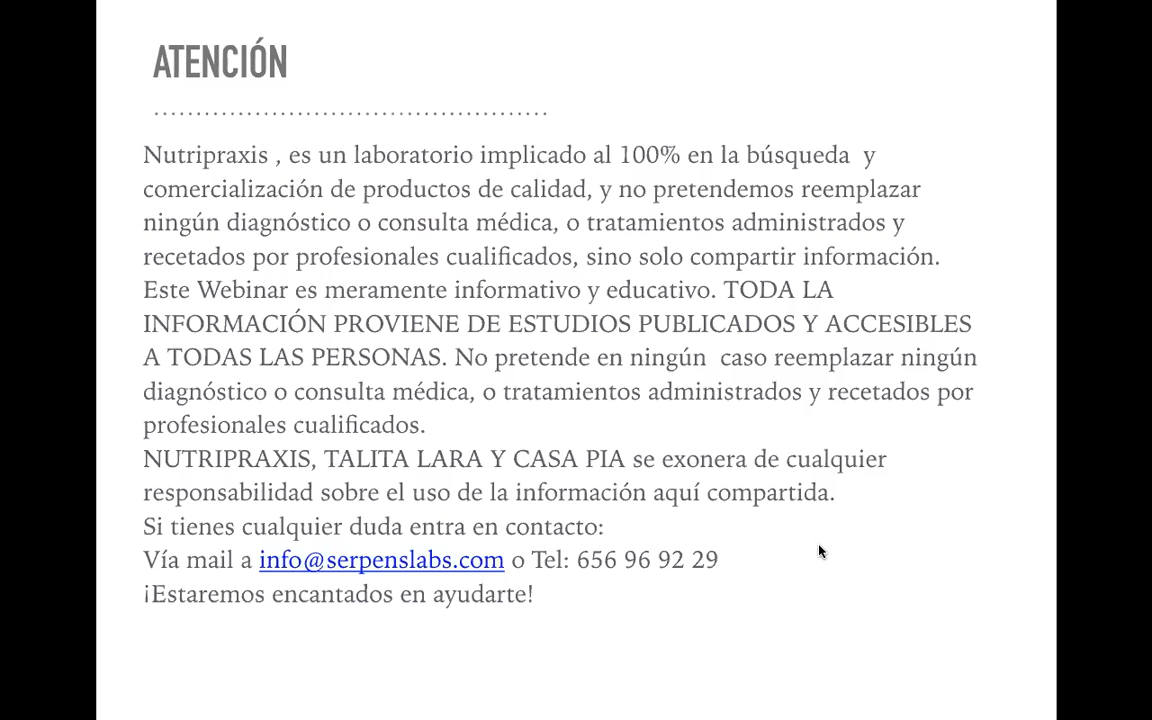 ATENCIÓN
Nutripraxis , es un laboratorio implicado al 100% en la búsqueda y
comercialización de productos de calidad, y no pretendemos reemplazar
ningún diagnóstico o consulta médica, o tratamientos administrados y
recetados por profesionales cualificados, sino solo compartir información.
Este Webinar es meramente informativo y educativo. TODA LA
INFORMACIÓN PROVIENE DE ESTUDIOS PUBLICADOS Y ACCESIBLES
A TODAS LAS PERSONAS. No pretende en ningún caso reemplazar ningún
diagnóstico o consulta médica, o tratamientos administrados y recetados por
profesionales cualificados.
NUTRIPRAXIS, TALITA LARA Y CASA PIA se exonera de cualquier
responsabilidad sobre el uso de la información aquí compartida.
Si tienes cualquier duda entra en contacto:
Vía mail a info@serpenslabs.com o Tel: 656 96 92 29
¡Estaremos encantados en ayudarte!